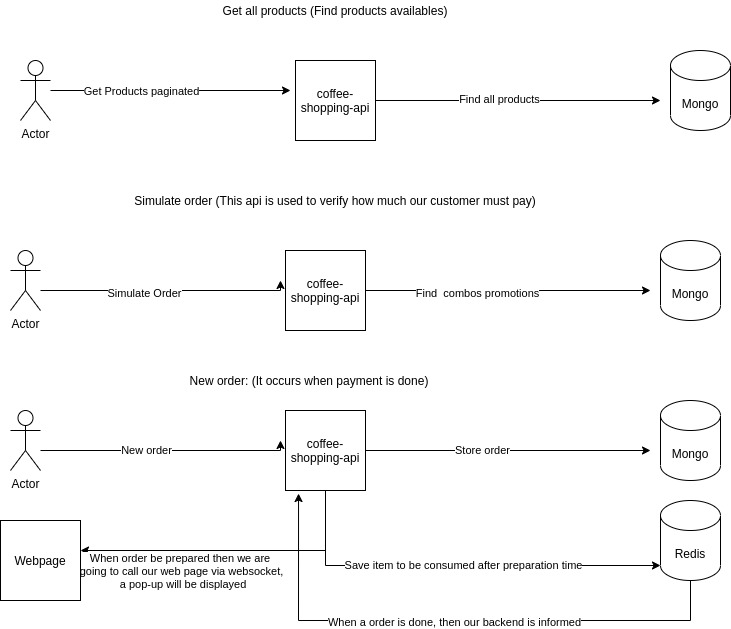 Get all products (Find products availables)
Get Products paginated
coffee-
shopping-api
Find all products
Mongo
Actor
Simulate order (This api is used to verify how much our customer must pay)
Simulate Order
coffee-
shopping-api
Find combos promotions
Mongo
Actor
New order: (It occurs when payment is done)
New order
coffee-
shopping-api
Store order
Mongo
Actor
Webpage
When order be prepared then we are
going to call our web page via websocket,
a pop-up will be displayed
Save item to be consumed after preparation time
Redis
When a order is done, then our backend is informed